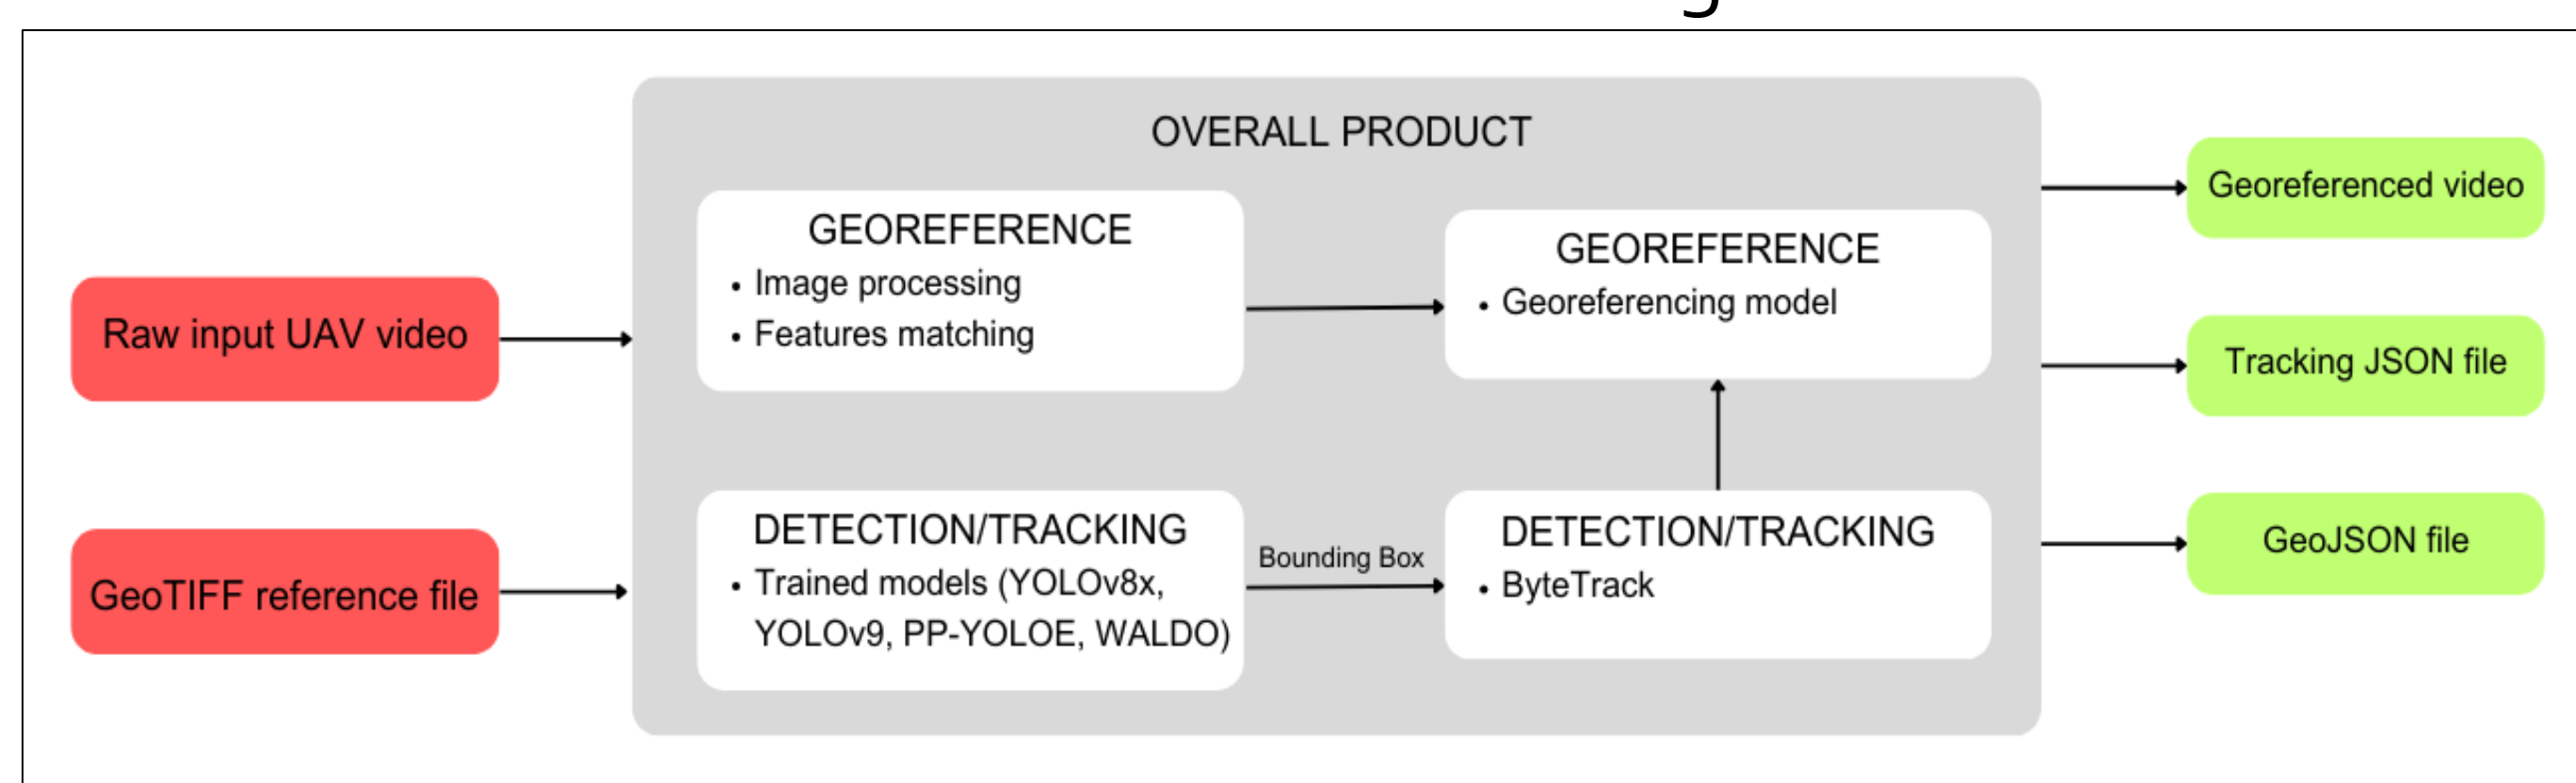 OVERALL PRODUCT
Raw input UAV video
GeoTIFF reference file
GEOREFERENCE
• Image processing
• Features matching
GEOREFERENCE
• Georeferencing model
DETECTION/TRACKING
• Trained models (YOLOv8x,
YOLOv9, PP-YOLOE, WALDO)
Bounding Box
DETECTION/TRACKING
• ByteTrack
Georeferenced video
Tracking JSON file
GeoJSON file